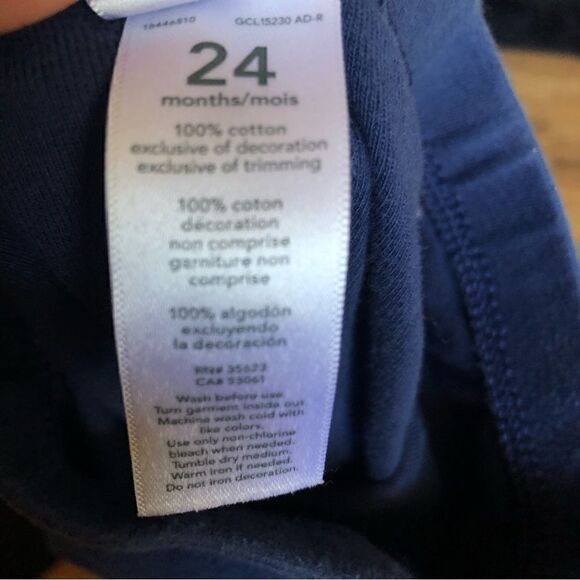 16446810 GCL15230 AD-R
24
months/mois
100% cotton
exclusive of decoration
exclusive of trimming
100% coton
décoration
non comprise
garniture non
comprise
100% algodón
excluyendo
la decoración
RN# 35623
CA# 53061
Wash before use
Turn garment inside out.
Machine wash cold with
like colors.
Use only non-chlorine
bleach when needed.
Tumble dry medium.
Warm iron if needed.
Do not iron decoration.